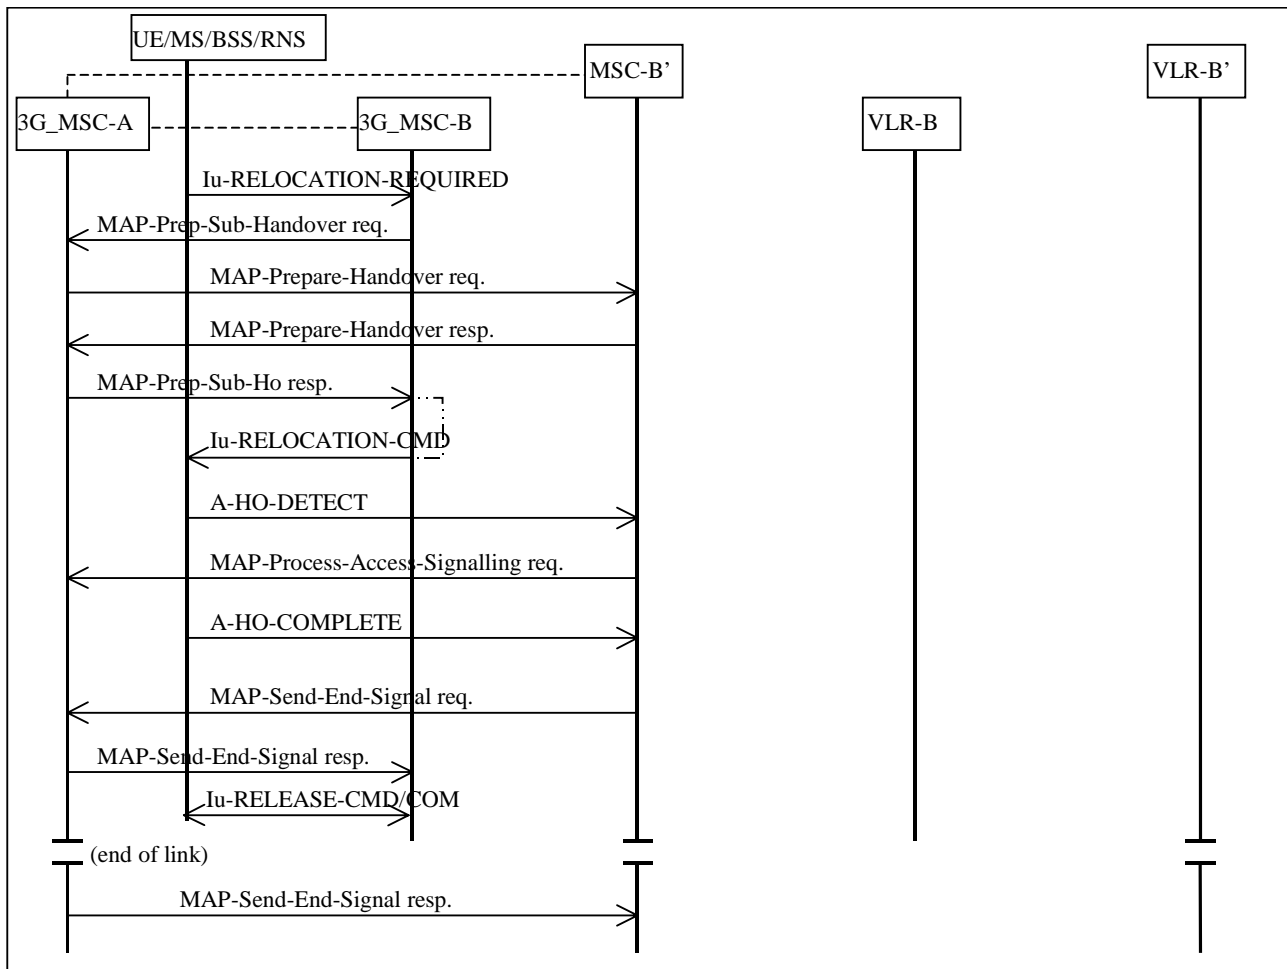 UE/MS/BSS/RNS
MSC-B’
VLR-B’
3G_MSC-A
3G_MSC-B
VLR-B
Iu-RELOCATION-REQUIRED
MAP-Prep-Sub-Handover req.
MAP-Prepare-Handover req.
MAP-Prepare-Handover resp.
MAP-Prep-Sub-Ho resp.
Iu-RELOCATION-CMD
A-HO-DETECT
MAP-Process-Access-Signalling req.
A-HO-COMPLETE
MAP-Send-End-Signal req.
MAP-Send-End-Signal resp.
Iu-RELEASE-CMD/COM
(end of link)
MAP-Send-End-Signal resp.